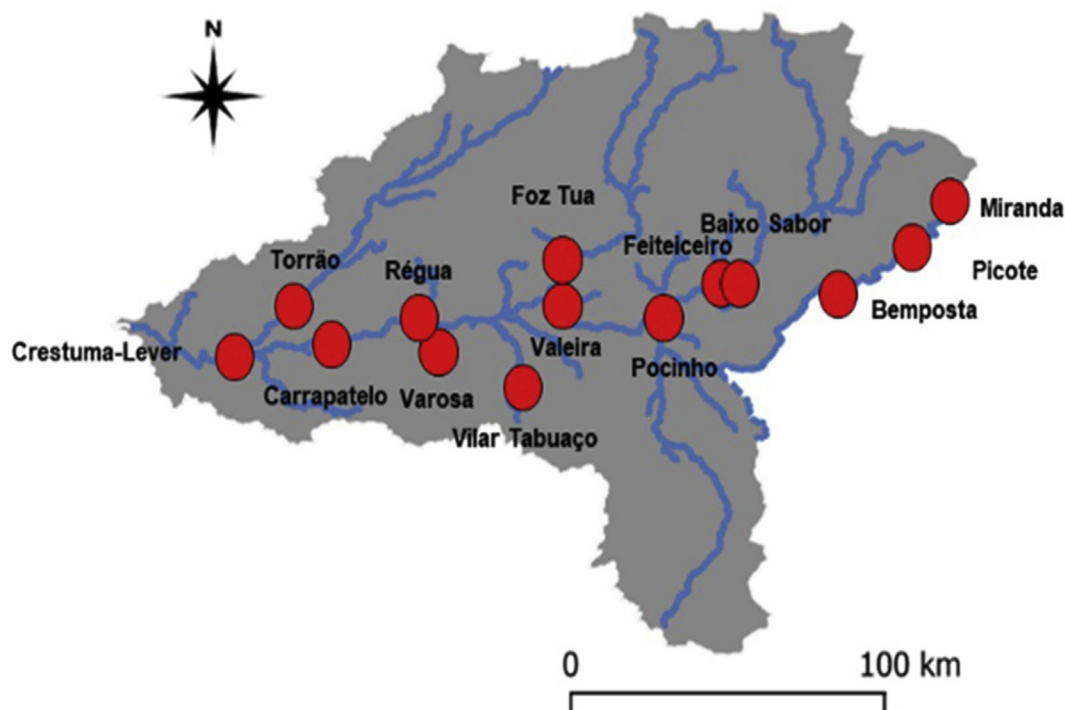 N
Foz Tua
Miranda
Baixo Sabor
Feiteiceiro
Torrão
Régua
Picote
Bemposta
Crestuma-Lever
Valeira
Pocinho
Carrapatelo
Varosa
Vilar Tabuaço
0
100 km